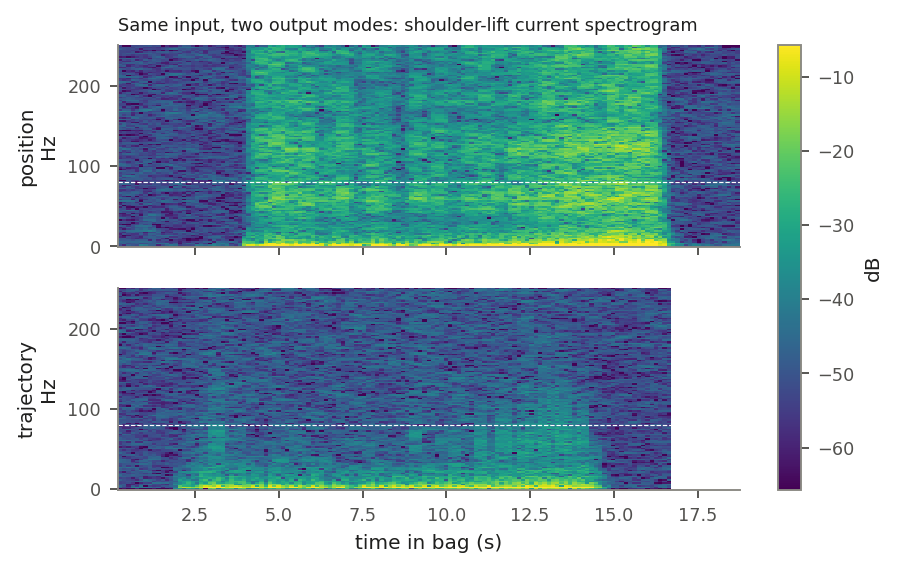 Same input, two output modes: shoulder-lift current spectrogram
position
Hz
200
100
0
trajectory
Hz
200
100
0
2.5 5.0 7.5 10.0 12.5 15.0 17.5
time in bag (s)
−10
−20
−30
−40
−50
−60
dB